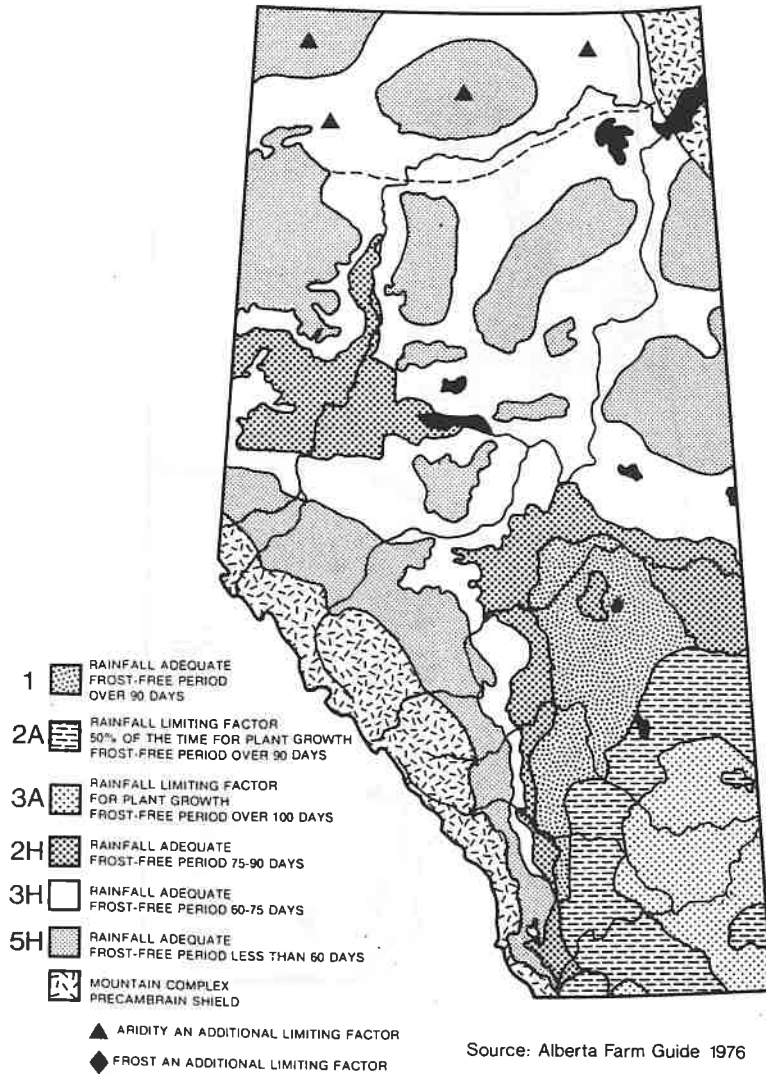 1 RAINFALL ADEQUATE
FROST-FREE PERIOD
OVER 90 DAYS
2A RAINFALL LIMITING FACTOR
50% OF THE TIME FOR PLANT GROWTH
FROST-FREE PERIOD OVER 90 DAYS
3A RAINFALL LIMITING FACTOR
FOR PLANT GROWTH
FROST-FREE PERIOD OVER 100 DAYS
2H RAINFALL ADEQUATE
FROST-FREE PERIOD 75-90 DAYS
3H RAINFALL ADEQUATE
FROST-FREE PERIOD 60-75 DAYS
5H RAINFALL ADEQUATE
FROST-FREE PERIOD LESS THAN 60 DAYS
MOUNTAIN COMPLEX
PRECAMBRAIN SHIELD
ARIDITY AN ADDITIONAL LIMITING FACTOR
FROST AN ADDITIONAL LIMITING FACTOR
Source: Alberta Farm Guide 1976